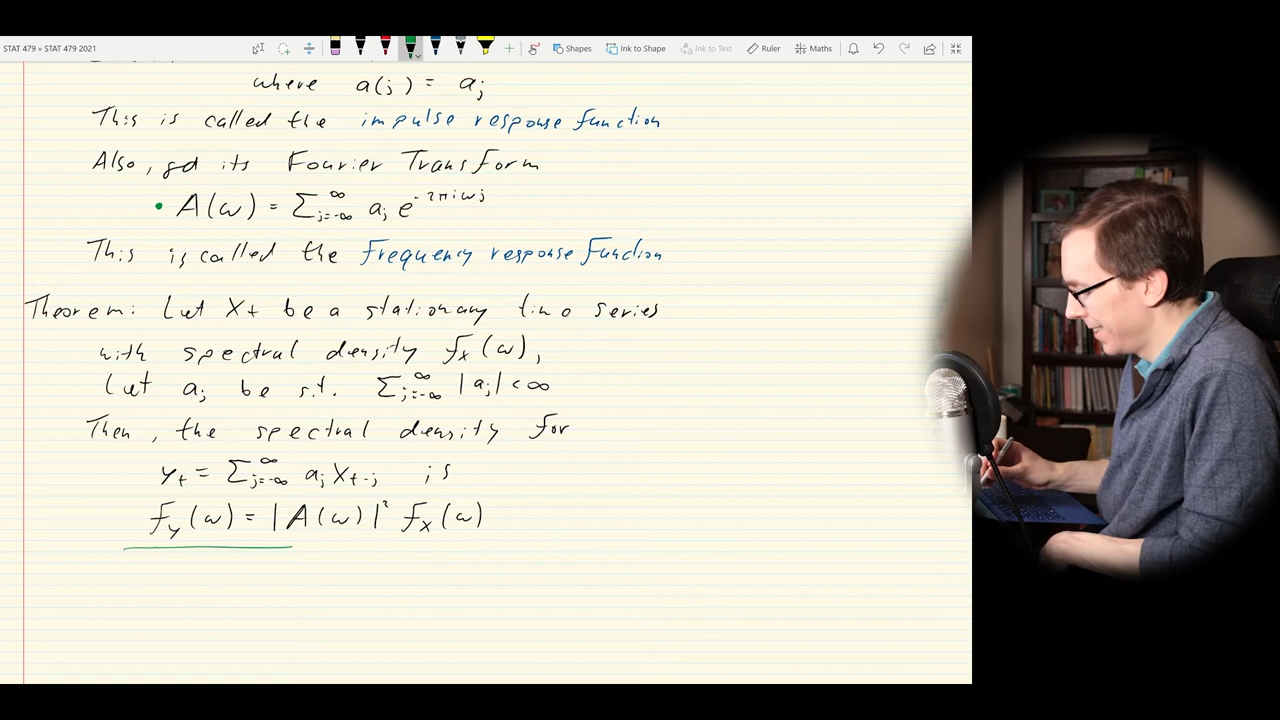 STAT 479 » STAT 479 2021
Shapes Ink to Shape Ink to Text Ruler Maths
where a(j) = aⱼ
This is called the impulse response function
Also, get its Fourier Transform
• A(ω) = ∑_{j=-∞}^{∞} aⱼ e^{-2πiωj}
This is called the frequency response function
Theorem: Let Xₜ be a stationary time series
with spectral density fₓ(ω),
Let aⱼ be s.t. ∑_{j=-∞}^{∞} |aⱼ| < ∞
Then, the spectral density for
yₜ = ∑_{j=-∞}^{∞} aⱼ X_{t-j} is
f_y(ω) = |A(ω)|² fₓ(ω)